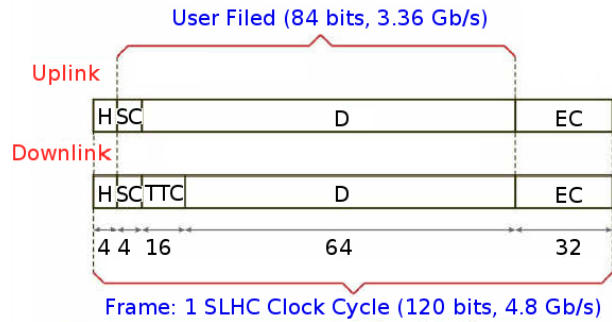 User Filed (84 bits, 3.36 Gb/s)
Uplink
H SC D EC
Downlink
H SC TTC D EC
4 4 16 64 32
Frame: 1 SLHC Clock Cycle (120 bits, 4.8 Gb/s)